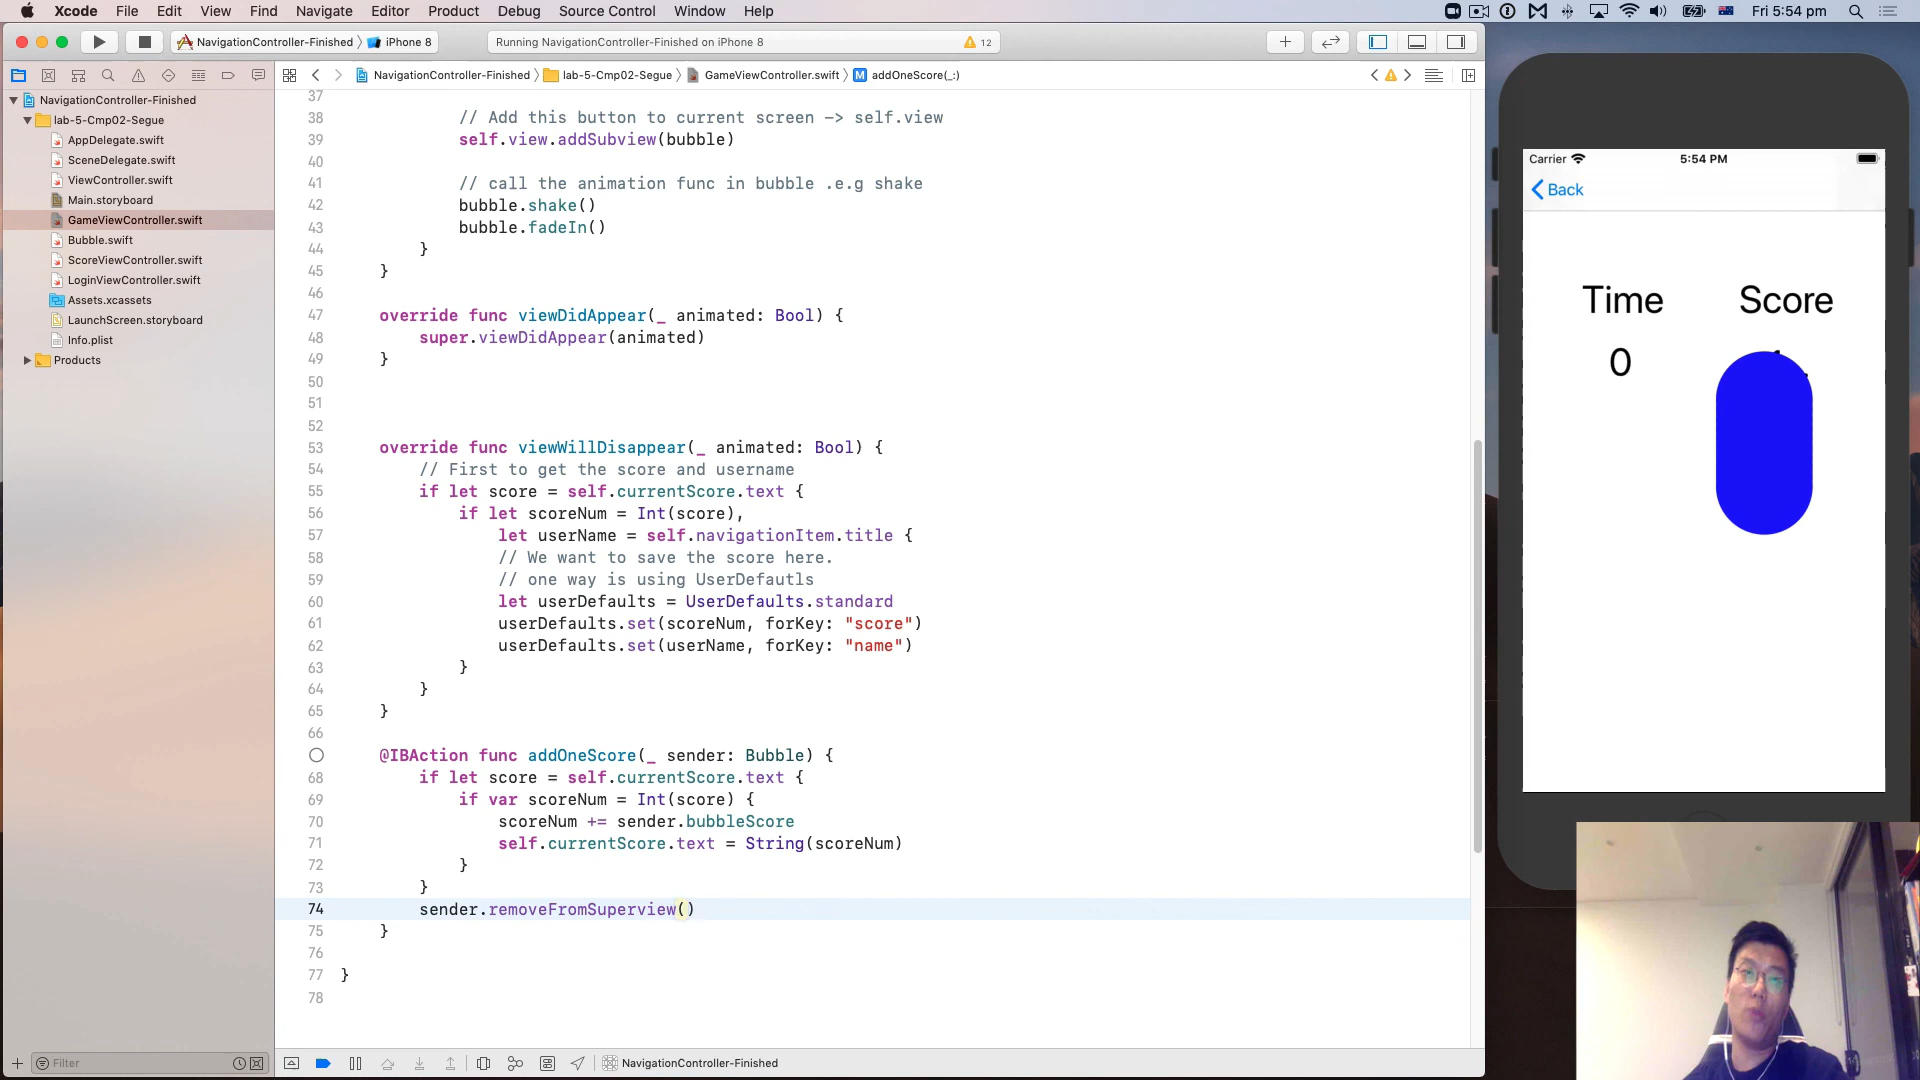 Xcode File Edit View Find Navigate Editor Product Debug Source Control Window Help
Fri 5:54 pm
NavigationController-Finished iPhone 8
Running NavigationController-Finished on iPhone 8
12
NavigationController-Finished lab-5-Cmp02-Segue GameViewController.swift M addOneScore(_:)
NavigationController-Finished
lab-5-Cmp02-Segue
AppDelegate.swift
SceneDelegate.swift
ViewController.swift
Main.storyboard
GameViewController.swift
Bubble.swift
ScoreViewController.swift
LoginViewController.swift
Assets.xcassets
LaunchScreen.storyboard
Info.plist
Products
Filter
37
38 // Add this button to current screen -> self.view
39 self.view.addSubview(bubble)
40
41 // call the animation func in bubble .e.g shake
42 bubble.shake()
43 bubble.fadeIn()
44 }
45 }
46
47 override func viewDidAppear(_ animated: Bool) {
48 super.viewDidAppear(animated)
49 }
50
51
52
53 override func viewWillDisappear(_ animated: Bool) {
54 // First to get the score and username
55 if let score = self.currentScore.text {
56 if let scoreNum = Int(score),
57 let userName = self.navigationItem.title {
58 // We want to save the score here.
59 // one way is using UserDefautls
60 let userDefaults = UserDefaults.standard
61 userDefaults.set(scoreNum, forKey: "score")
62 userDefaults.set(userName, forKey: "name")
63 }
64 }
65 }
66
@IBAction func addOneScore(_ sender: Bubble) {
68 if let score = self.currentScore.text {
69 if var scoreNum = Int(score) {
70 scoreNum += sender.bubbleScore
71 self.currentScore.text = String(scoreNum)
72 }
73 }
74 sender.removeFromSuperview()
75 }
76
77 }
78
NavigationController-Finished
Carrier 5:54 PM
Back
Time Score
0